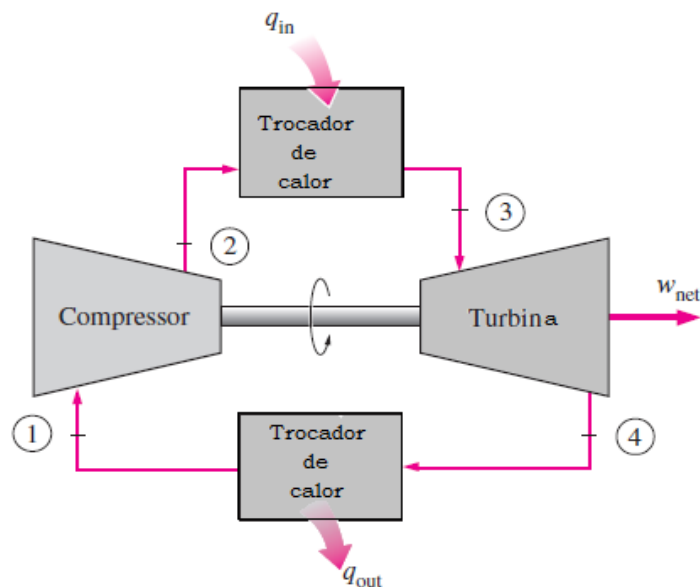 q_in
Trocador
de
calor
3
2
Compressor
Turbina
w_net
1
4
Trocador
de
calor
q_out